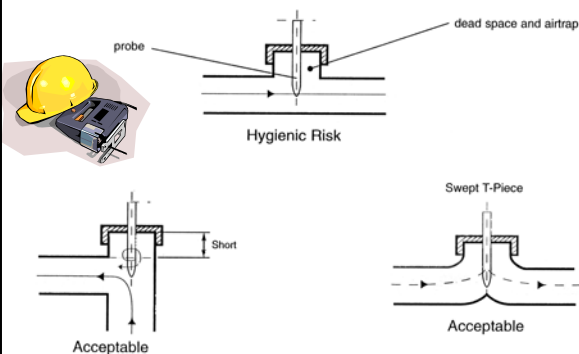 probe
dead space and airtrap
Hygienic Risk
Short
Acceptable
Swept T-Piece
Acceptable